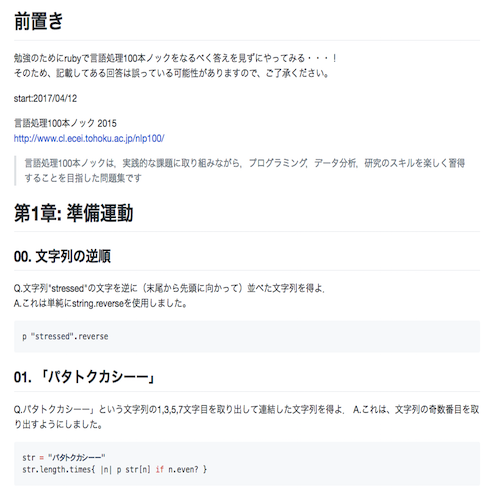 前置き
勉強のためにrubyで言語処理100本ノックをなるべく答えを見ずにやってみる・・・！
そのため、記載してある回答は誤っている可能性がありますので、ご了承ください。
start:2017/04/12
言語処理100本ノック 2015
http://www.cl.ecei.tohoku.ac.jp/nlp100/
言語処理100本ノックは，実践的な課題に取り組みながら，プログラミング，データ分析，研究のスキルを楽しく習得
することを目指した問題集です
第1章: 準備運動
00. 文字列の逆順
Q.文字列"stressed"の文字を逆に（末尾から先頭に向かって）並べた文字列を得よ．
A.これは単純にstring.reverseを使用しました。
p "stressed".reverse
01. 「パタトクカシーー」
Q.パタトクカシーー」という文字列の1,3,5,7文字目を取り出して連結した文字列を得よ． A.これは、文字列の奇数番目を取
り出すようにしました。
str = "パタトクカシーー"
str.length.times{ |n| p str[n] if n.even? }